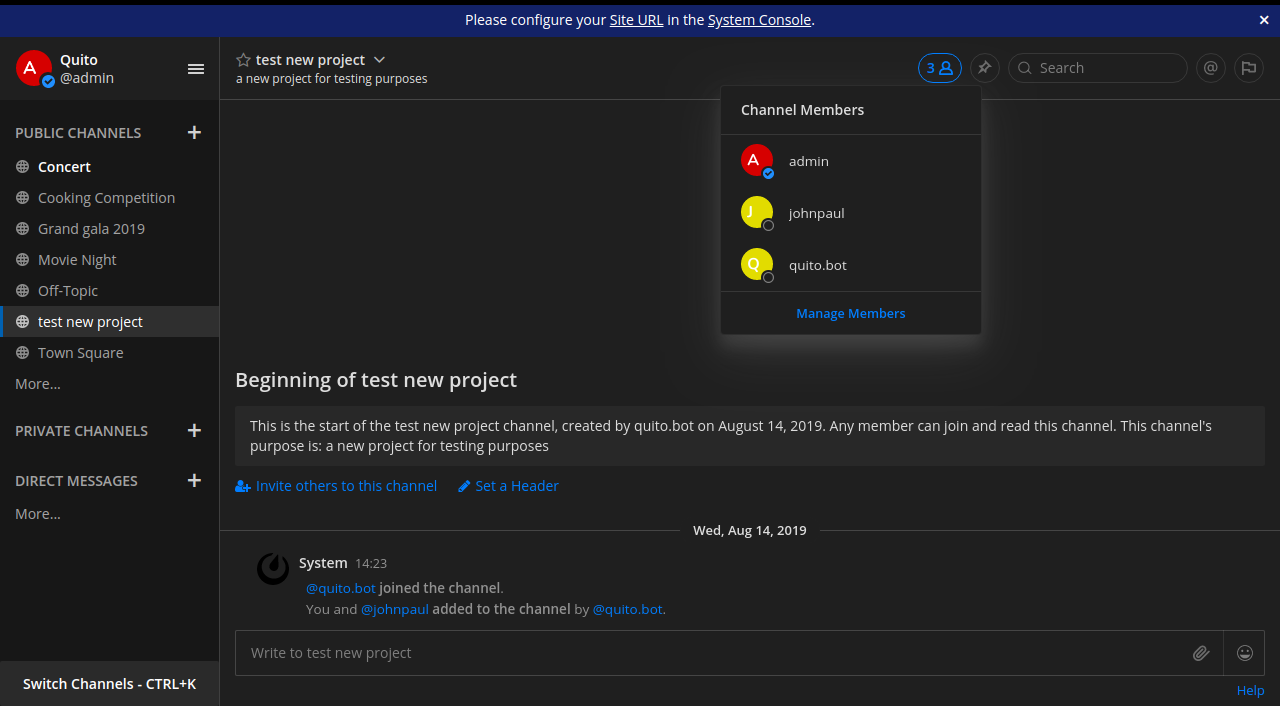 Please configure your Site URL in the System Console.
×
A
Quito
@admin
test new project
a new project for testing purposes
3
Search
@
PUBLIC CHANNELS +
Concert
Cooking Competition
Grand gala 2019
Movie Night
Off-Topic
test new project
Town Square
More...
PRIVATE CHANNELS +
DIRECT MESSAGES +
More...
Switch Channels - CTRL+K
Channel Members
A admin
J johnpaul
Q quito.bot
Manage Members
Beginning of test new project
This is the start of the test new project channel, created by quito.bot on August 14, 2019. Any member can join and read this channel. This channel's
purpose is: a new project for testing purposes
Invite others to this channel Set a Header
Wed, Aug 14, 2019
System 14:23
@quito.bot joined the channel.
You and @johnpaul added to the channel by @quito.bot.
Write to test new project
Help